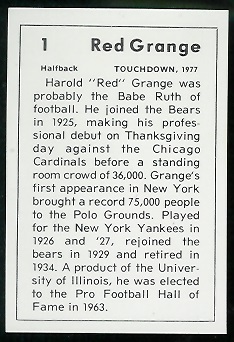 1 Red Grange
Halfback TOUCHDOWN, 1977
Harold "Red" Grange was
probably the Babe Ruth of
football. He joined the Bears
in 1925, making his profes-
sional debut on Thanksgiving
day against the Chicago
Cardinals before a standing
room crowd of 36,000. Grange's
first appearance in New York
brought a record 75,000 people
to the Polo Grounds. Played
for the New York Yankees in
1926 and '27, rejoined the
bears in 1929 and retired in
1934. A product of the Univer-
sity of Illinois, he was elected
to the Pro Football Hall of
Fame in 1963.